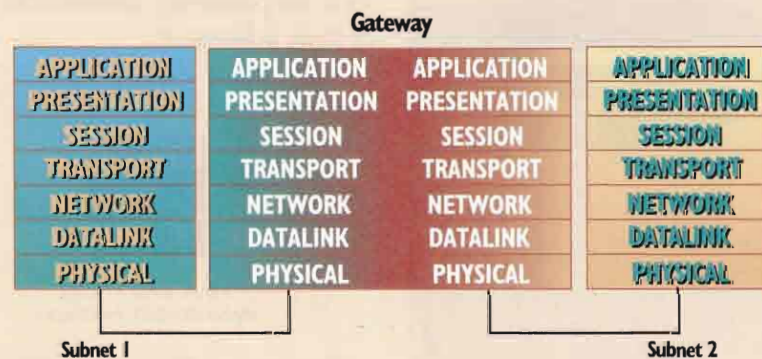 Gateway
APPLICATION APPLICATION APPLICATION APPLICATION
PRESENTATION PRESENTATION PRESENTATION PRESENTATION
SESSION SESSION SESSION SESSION
TRANSPORT TRANSPORT TRANSPORT TRANSPORT
NETWORK NETWORK NETWORK NETWORK
DATALINK DATALINK DATALINK DATALINK
PHYSICAL PHYSICAL PHYSICAL PHYSICAL
Subnet 1 Subnet 2